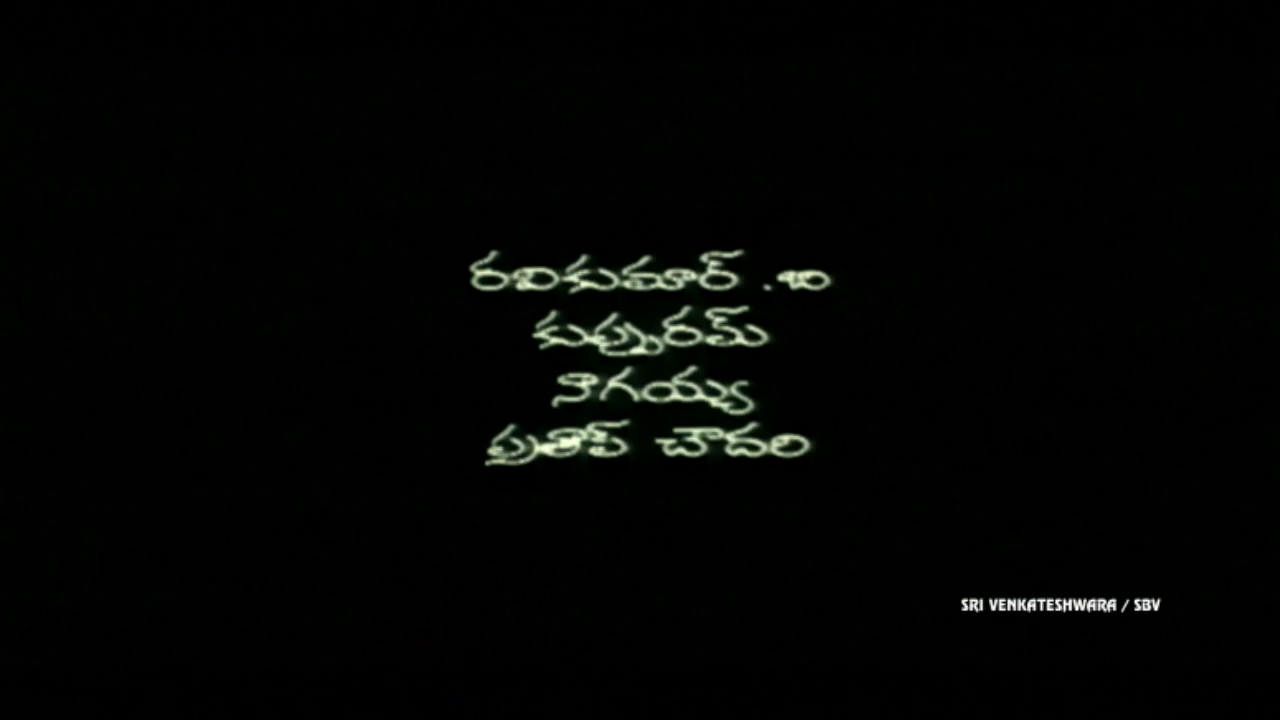 రవికుమార్ .బి
కుప్పురమ్
నాగయ్య
ప్రతాప్ చౌదరి
SRI VENKATESHWARA / SBV